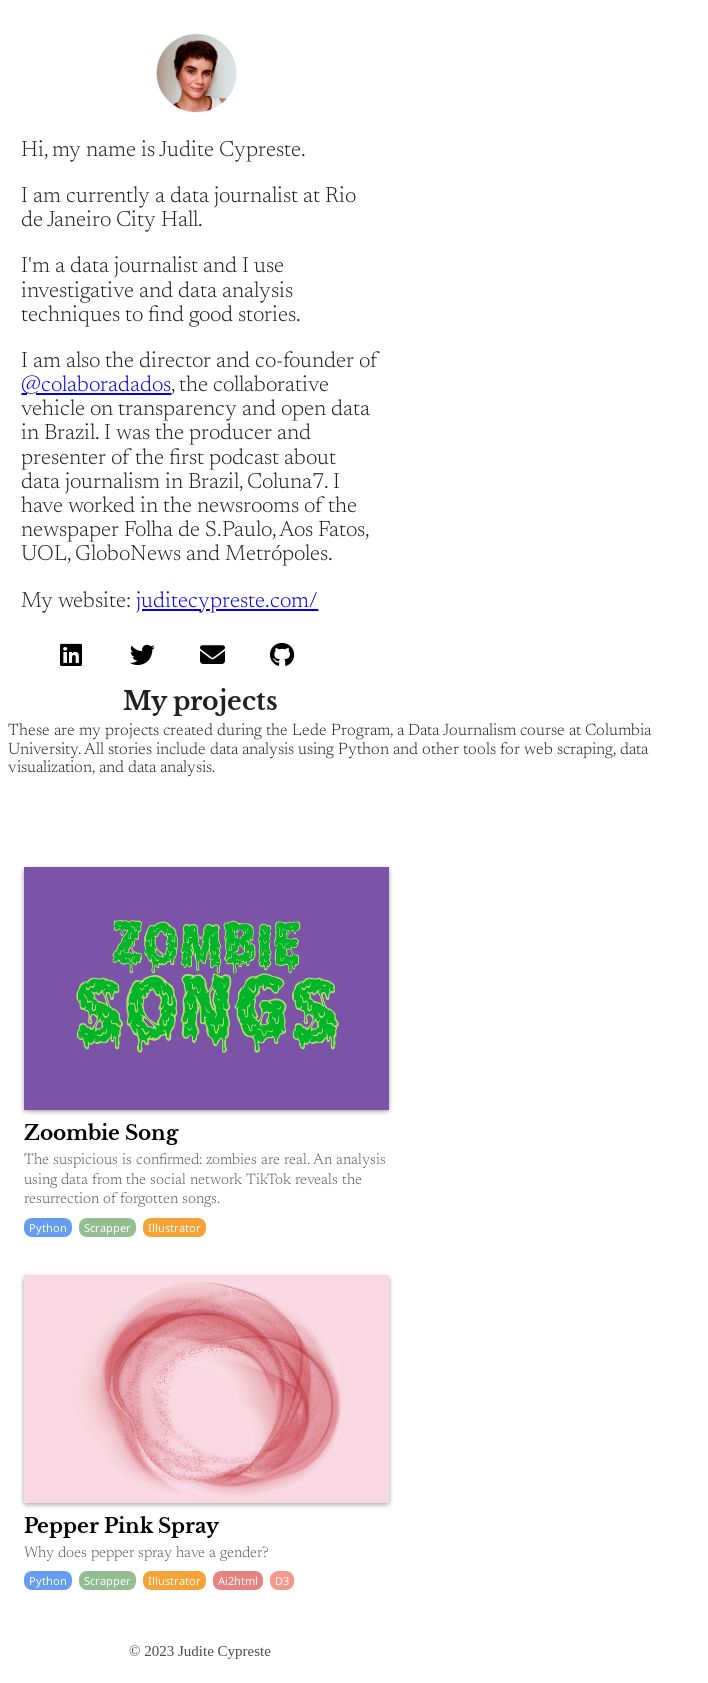 Hi, my name is Judite Cypreste.
I am currently a data journalist at Rio
de Janeiro City Hall.
I'm a data journalist and I use
investigative and data analysis
techniques to find good stories.
I am also the director and co-founder of
@colaboradados, the collaborative
vehicle on transparency and open data
in Brazil. I was the producer and
presenter of the first podcast about
data journalism in Brazil, Coluna7. I
have worked in the newsrooms of the
newspaper Folha de S.Paulo, Aos Fatos,
UOL, GloboNews and Metrópoles.
My website: juditecypreste.com/
My projects
These are my projects created during the Lede Program, a Data Journalism course at Columbia
University. All stories include data analysis using Python and other tools for web scraping, data
visualization, and data analysis.
ZOMBIE
SONGS
Zoombie Song
The suspicious is confirmed: zombies are real. An analysis
using data from the social network TikTok reveals the
resurrection of forgotten songs.
Python Scrapper Illustrator
Pepper Pink Spray
Why does pepper spray have a gender?
Python Scrapper Illustrator Ai2html D3
© 2023 Judite Cypreste